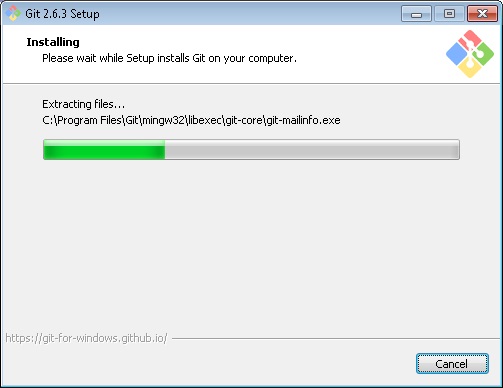 Git 2.6.3 Setup
Installing
Please wait while Setup installs Git on your computer.
Extracting files...
C:\Program Files\Git\mingw32\libexec\git-core\git-mailinfo.exe
https://git-for-windows.github.io/
Cancel